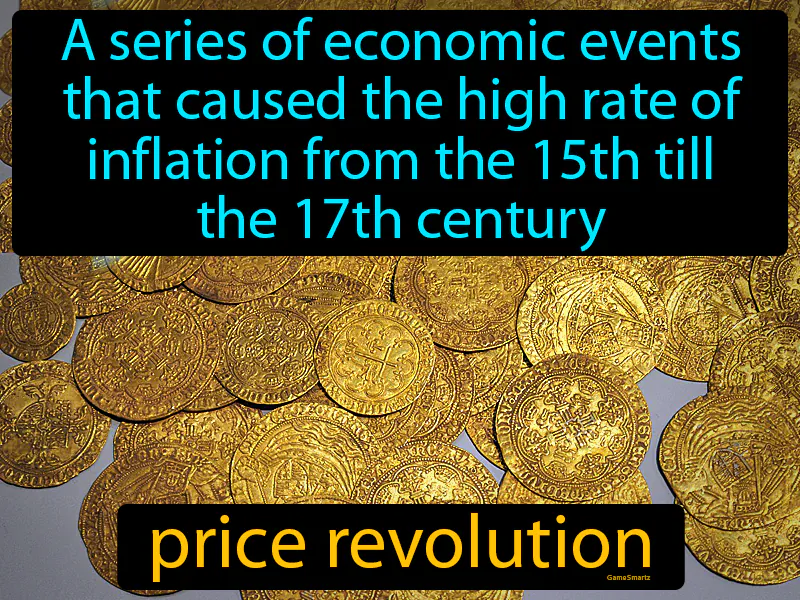 A series of economic events
that caused the high rate of
inflation from the 15th till
the 17th century
price revolution
GameSmartz